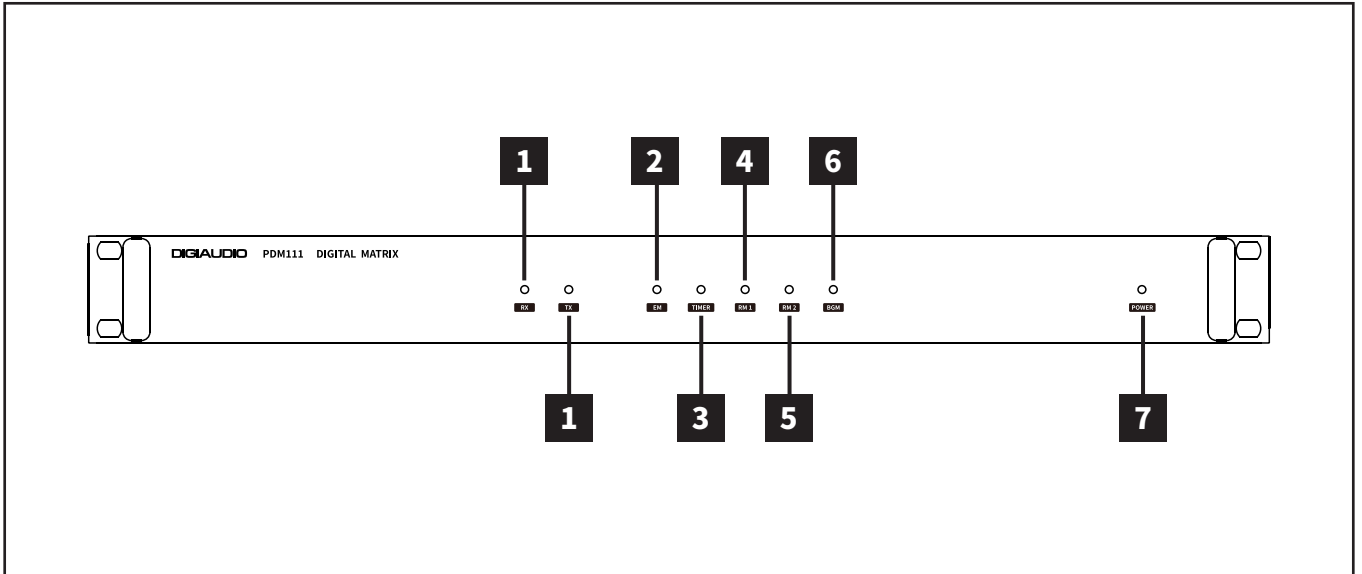 1 2 4 6
DIGIAUDIO PDM111 DIGITAL MATRIX
RX TX EM TIMER RM 1 RM 2 BGM POWER
1 3 5 7